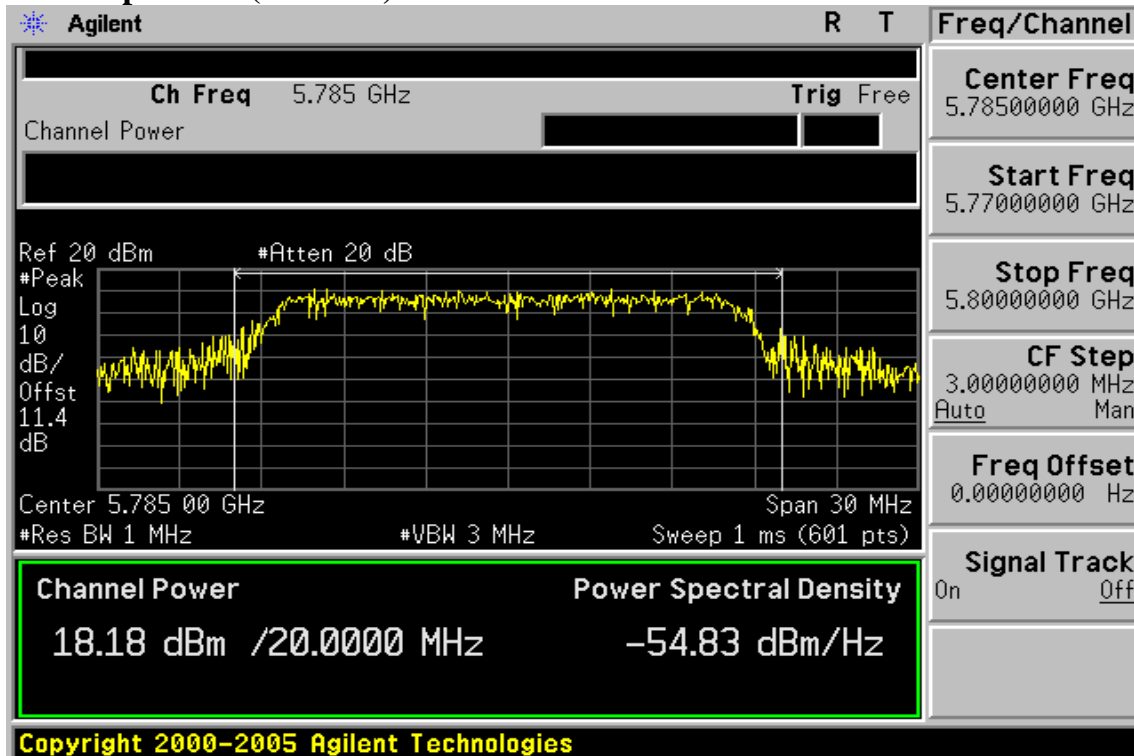 Agilent R T
Ch Freq 5.785 GHz Trig Free
Channel Power
Ref 20 dBm #Atten 20 dB
#Peak
Log
10
dB/
Offst
11.4
dB
Center 5.785 00 GHz Span 30 MHz
#Res BW 1 MHz #VBW 3 MHz Sweep 1 ms (601 pts)
Channel Power Power Spectral Density
18.18 dBm /20.0000 MHz -54.83 dBm/Hz
Copyright 2000-2005 Agilent Technologies
Freq/Channel
Center Freq
5.78500000 GHz
Start Freq
5.77000000 GHz
Stop Freq
5.80000000 GHz
CF Step
3.00000000 MHz
Auto Man
Freq Offset
0.00000000 Hz
Signal Track
On Off